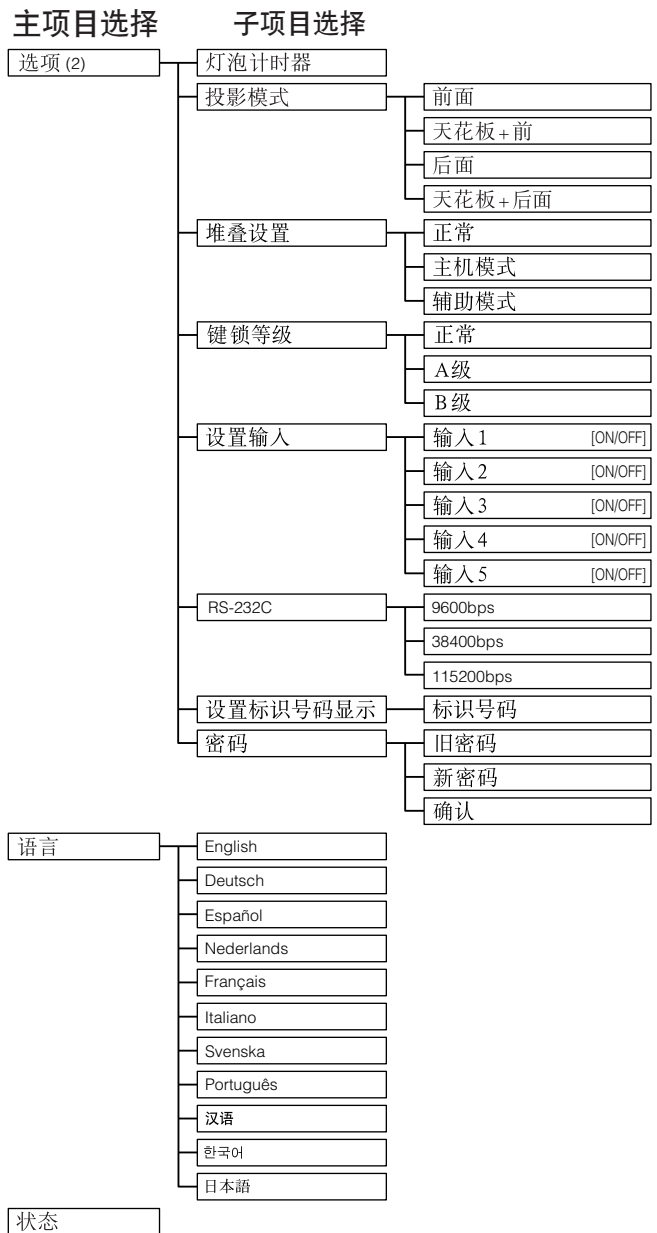 主项目选择 子项目选择
选项 (2) 灯泡计时器
投影模式 前面
天花板+前
后面
天花板+后面
堆叠设置 正常
主机模式
辅助模式
键锁等级 正常
A级
B级
设置输入 输入1 [ON/OFF]
输入2 [ON/OFF]
输入3 [ON/OFF]
输入4 [ON/OFF]
输入5 [ON/OFF]
RS-232C 9600bps
38400bps
115200bps
设置标识号码显示 标识号码
密码 旧密码
新密码
确认
语言 English
Deutsch
Español
Nederlands
Français
Italiano
Svenska
Português
汉语
한국어
日本語
状态